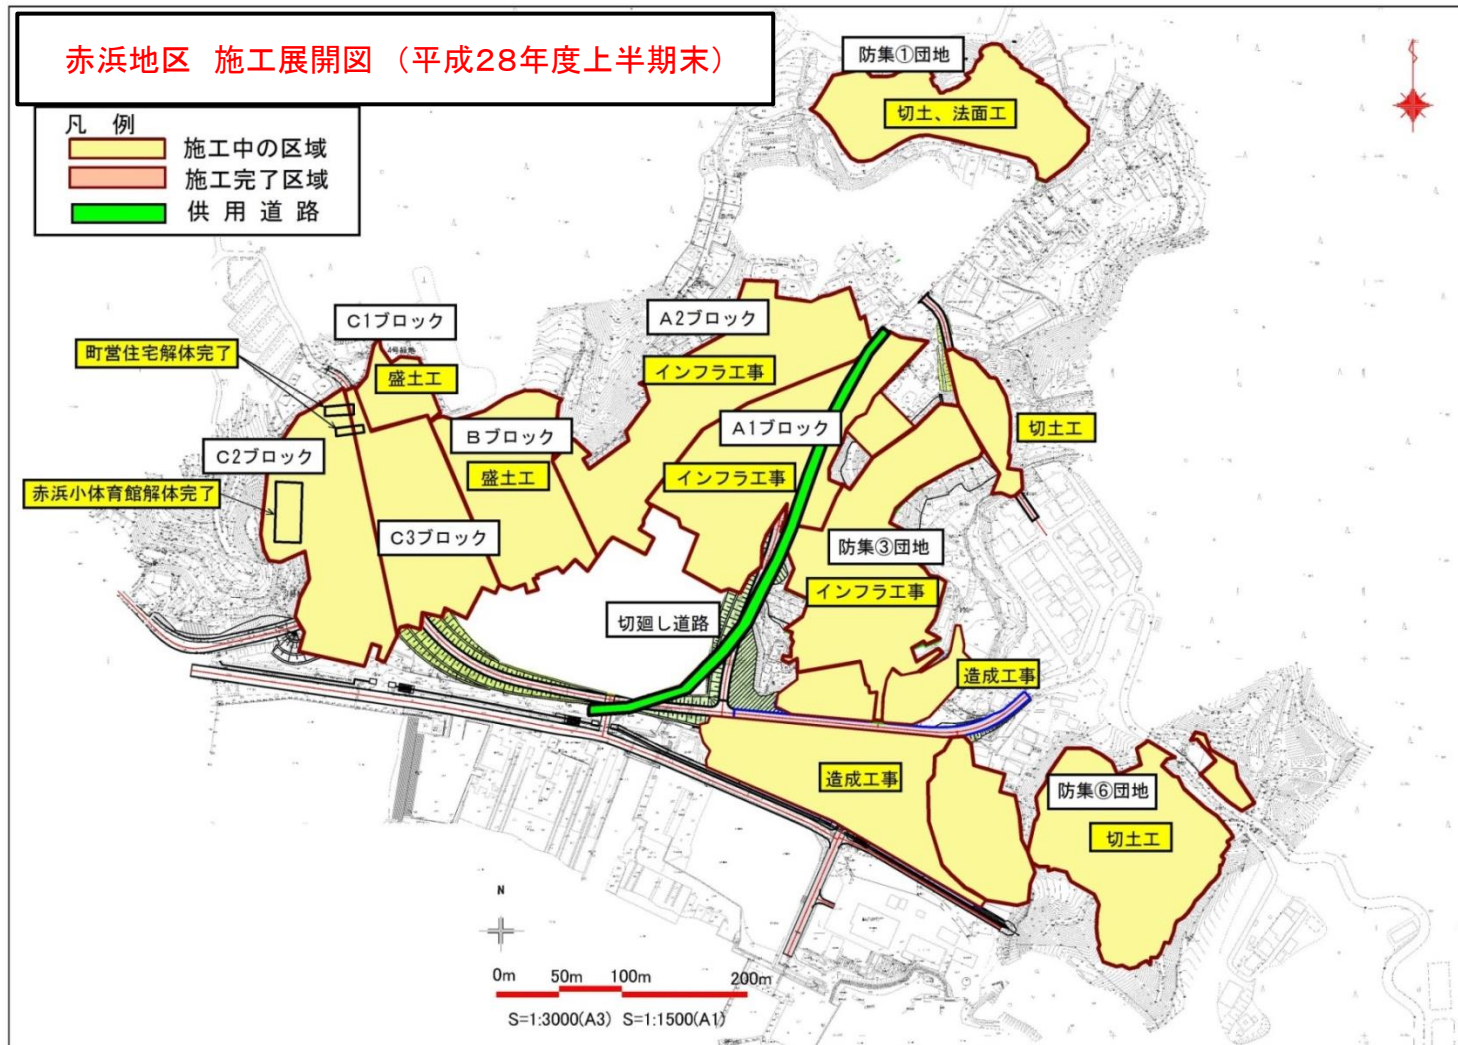 赤浜地区 施工展開図 （平成28年度上半期末）
凡 例
施工中の区域
施工完了区域
供 用 道 路
防集①団地
切土、法面工
C1ブロック
A2ブロック
町営住宅解体完了
盛土工
インフラ工事
Bブロック
A1ブロック
切土工
C2ブロック
盛土工
インフラ工事
赤浜小体育館解体完了
C3ブロック
防集③団地
インフラ工事
切廻し道路
造成工事
造成工事
防集⑥団地
切土工
N
0m 50m 100m 200m
S=1:3000(A3) S=1:1500(A1)